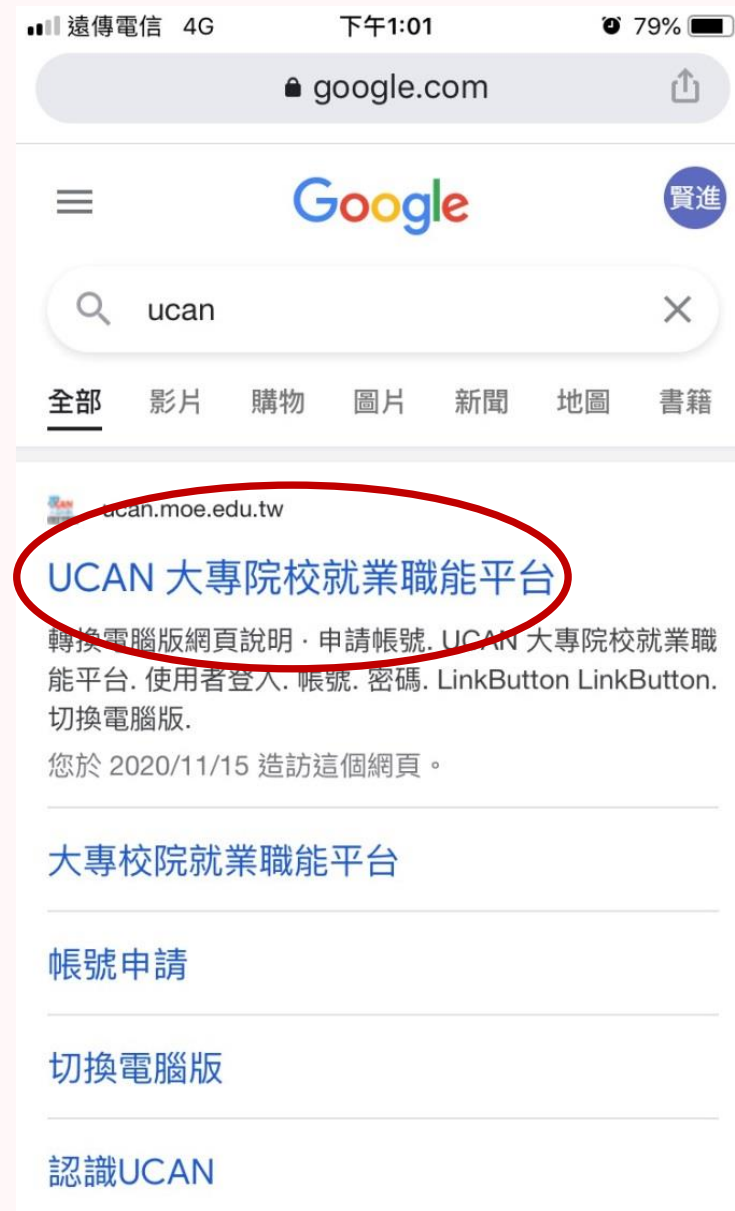 遠傳電信 4G 下午1:01 79%
google.com
Google
賢進
ucan
全部 影片 購物 圖片 新聞 地圖 書籍
ucan.moe.edu.tw
UCAN 大專院校就業職能平台
轉換電腦版網頁說明 · 申請帳號. UCAN 大專院校就業職
能平台. 使用者登入. 帳號. 密碼. LinkButton LinkButton.
切換電腦版.
您於 2020/11/15 造訪這個網頁。
大專校院就業職能平台
帳號申請
切換電腦版
認識UCAN